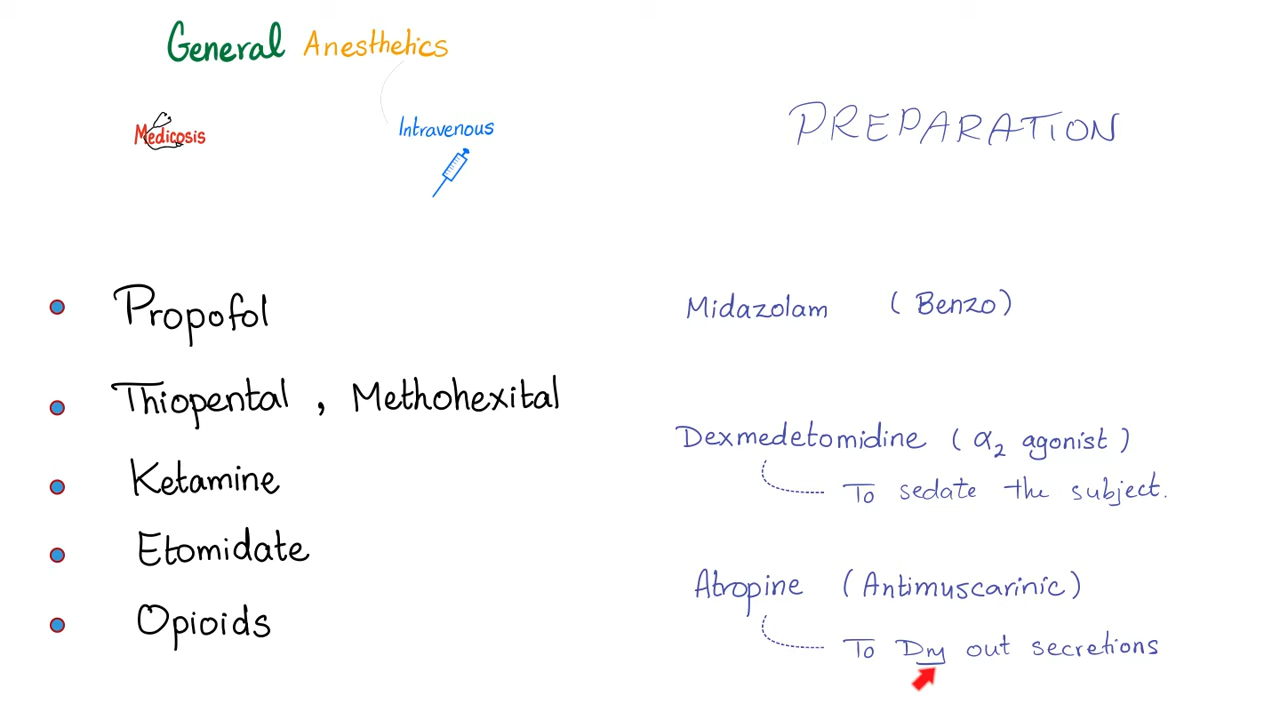 General Anesthetics
Medicosis
Intravenous
PREPARATION
Propofol
Thiopental , Methohexital
Ketamine
Etomidate
Opioids
Midazolam (Benzo)
Dexmedetomidine (α₂ agonist)
To sedate the subject.
Atropine (Antimuscarinic)
To Dry out secretions